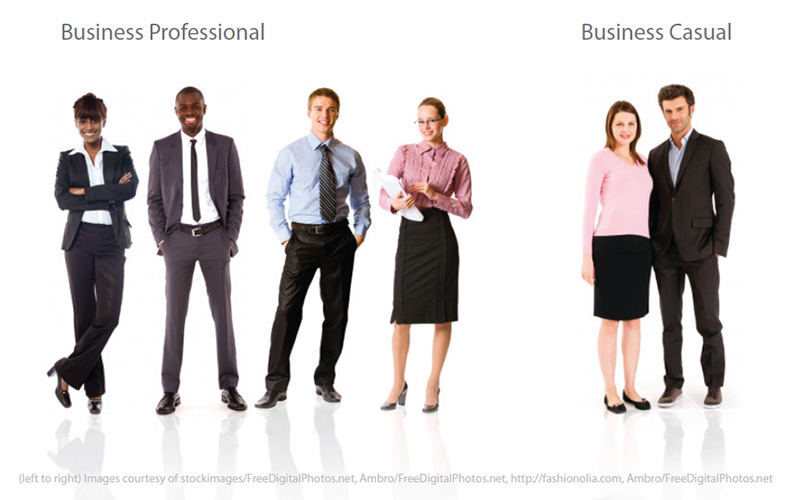 Business Professional
Business Casual
(left to right) Images courtesy of stockimages/FreeDigitalPhotos.net, Ambro/FreeDigitalPhotos.net, http://fashionolia.com, Ambro/FreeDigitalPhotos.net